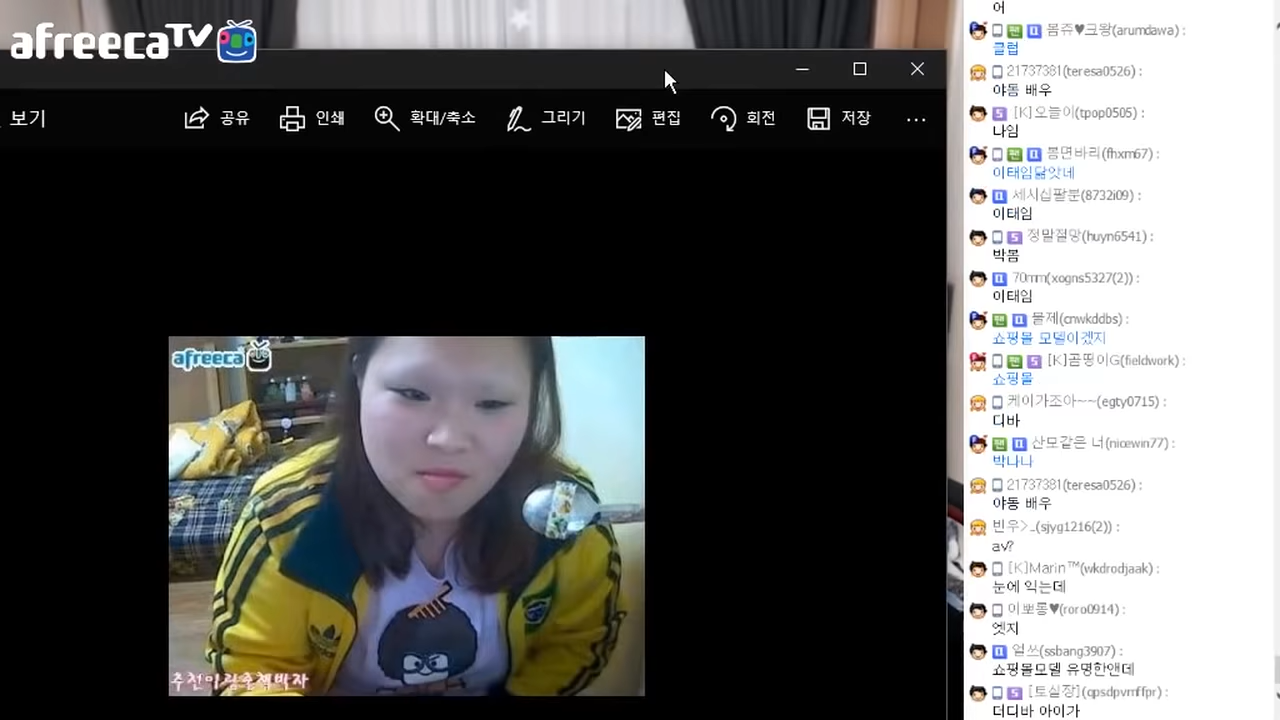 afreecaTV
보기
공유
인쇄
확대/축소
그리기
편집
회전
저장
afreeca
어
봄쥬♥크왕(arumdawa) :
클럽
21737381(teresa0526) :
야동 배우
[K]오늘이(tpop0505) :
나임
봉면바리(fhxm67) :
이태임닮앗네
세시십팔분(8732i09) :
이태임
정말절망(huyn6541) :
박봄
70mm(xogns5327(2)) :
이태임
물제(cnwkddbs) :
쇼핑몰 모델이겠지
[K]곰띵이G(fieldwork) :
쇼핑몰
케이가조아~~(egty0715) :
디바
산모같은 너(nicewin77) :
박나나
21737381(teresa0526) :
야동 배우
빈우>_(sjyg1216(2)) :
av?
[K]Marin™(wkdrodjaak) :
눈에 익는데
이뽀롱♥(roro0914) :
엣지
얼쓰(ssbang3907) :
쇼핑몰모델 유명한앤데
[토실장](qpsdpvmffpr) :
더디바 아이가